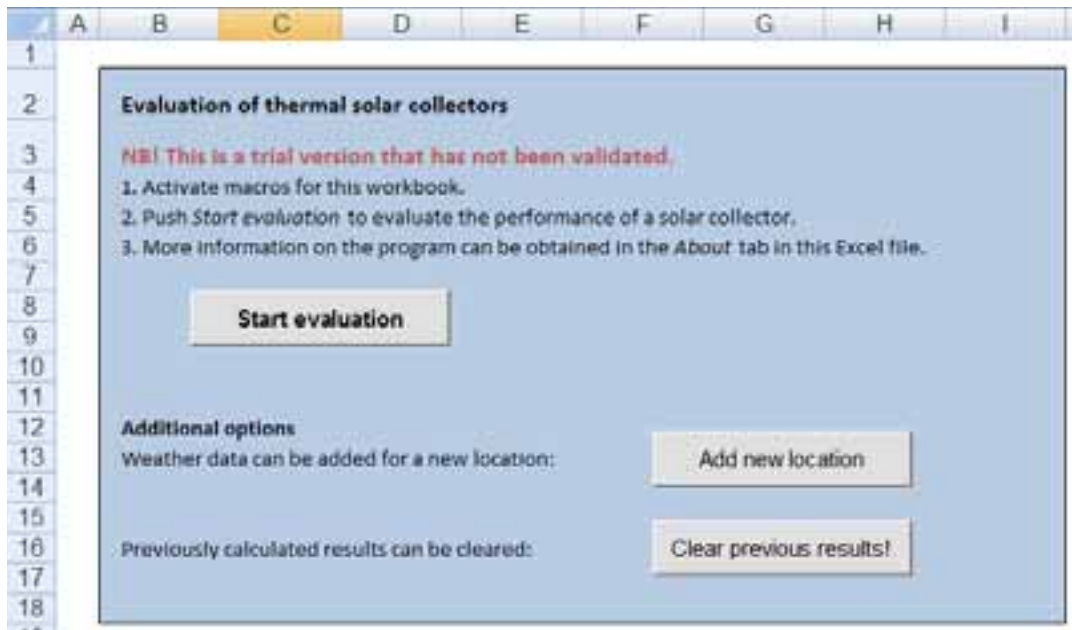 A B C D E F G H I
1
2 Evaluation of thermal solar collectors
3 NB! This is a trial version that has not been validated.
4 1. Activate macros for this workbook.
5 2. Push Start evaluation to evaluate the performance of a solar collector.
6 3. More information on the program can be obtained in the About tab in this Excel file.
7
8 Start evaluation
9
10
11
12 Additional options
13 Weather data can be added for a new location: Add new location
14
15
16 Previously calculated results can be cleared: Clear previous results!
17
18